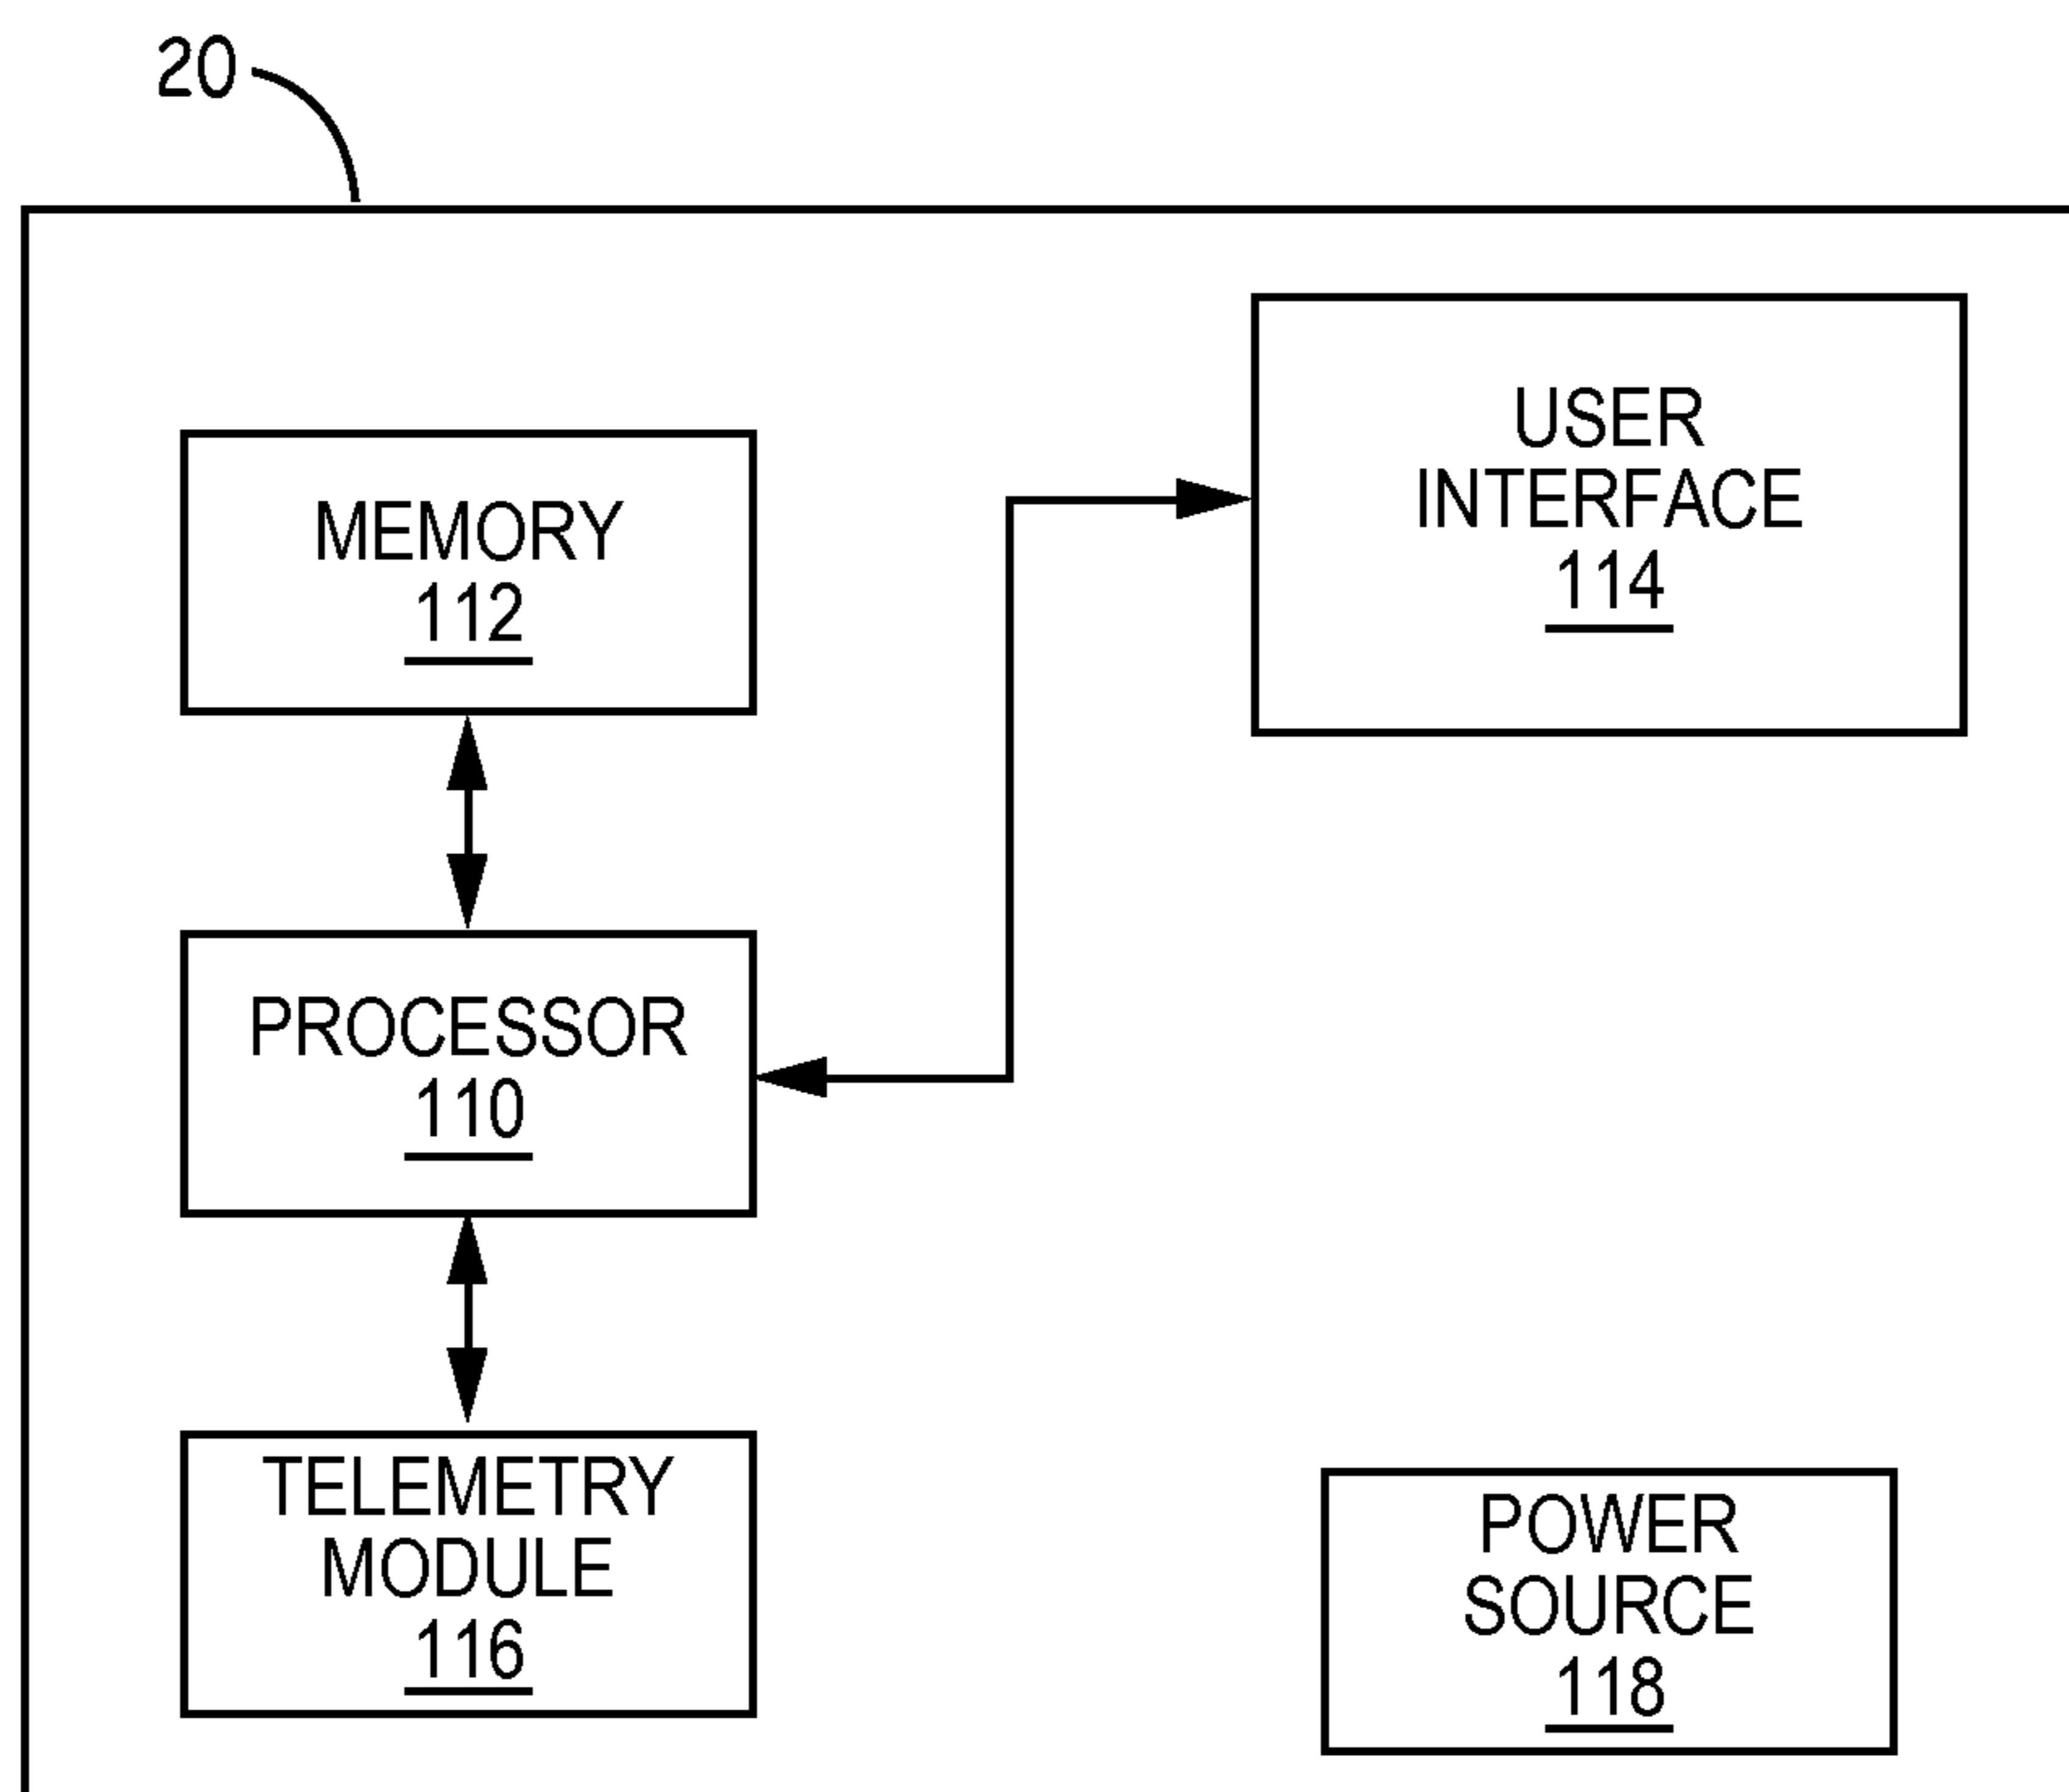 20
MEMORY
112
USER
INTERFACE
114
PROCESSOR
110
TELEMETRY
MODULE
116
POWER
SOURCE
118